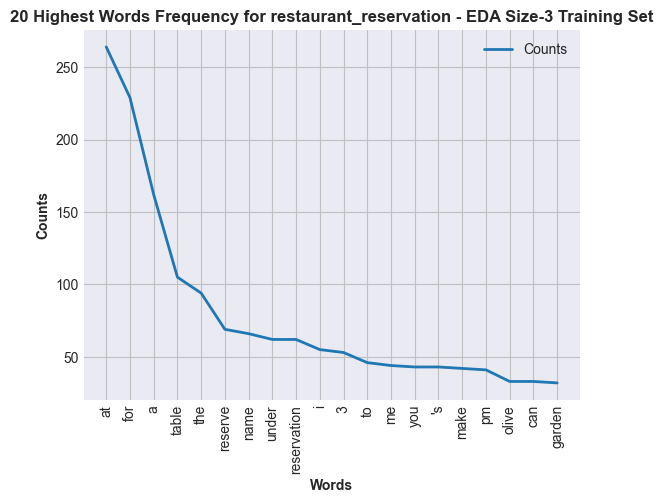 20 Highest Words Frequency for restaurant_reservation - EDA Size-3 Training Set
Counts
250
200
150
100
50
Counts
at
for
a
table
the
reserve
name
under
reservation
i
3
to
me
you
's
make
pm
olive
can
garden
Words